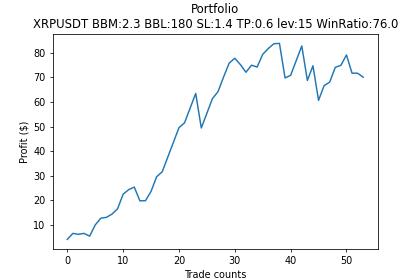 Portfolio
XRPUSDT BBM:2.3 BBL:180 SL:1.4 TP:0.6 lev:15 WinRatio:76.0
80
70
60
50
40
30
20
10
Profit ($)
0 10 20 30 40 50
Trade counts